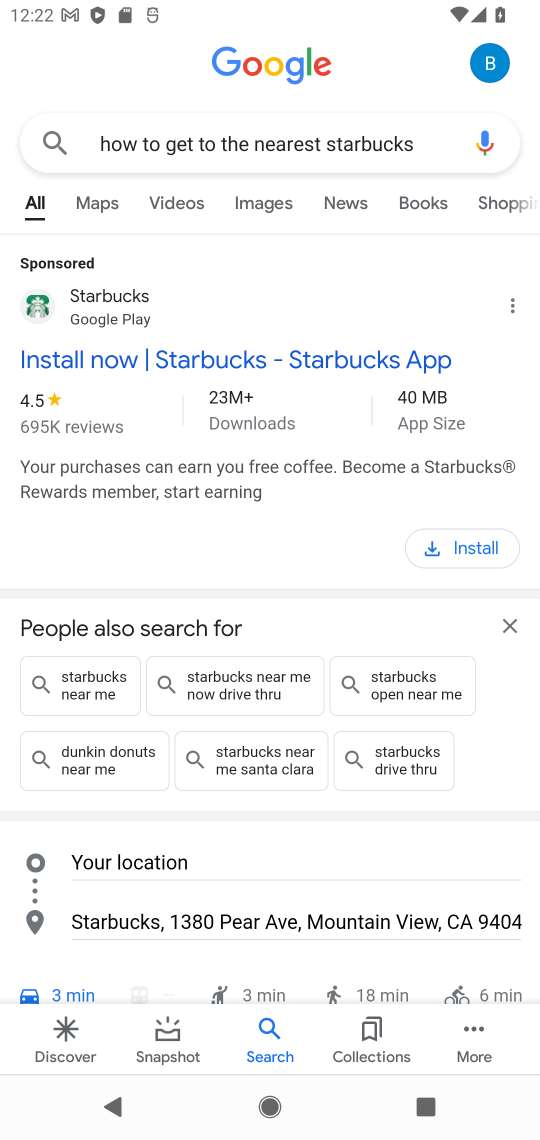 12:22
Google
B
how to get to the nearest starbucks
All Maps Videos Images News Books Shoppin
Sponsored
Starbucks
Google Play
Install now | Starbucks - Starbucks App
4.5★ 23M+ 40 MB
695K reviews Downloads App Size
Your purchases can earn you free coffee. Become a Starbucks®
Rewards member, start earning
Install
People also search for
starbucks
near me
starbucks near me
now drive thru
starbucks
open near me
dunkin donuts
near me
starbucks near
me santa clara
starbucks
drive thru
Your location
Starbucks, 1380 Pear Ave, Mountain View, CA 9404
3 min — 3 min 18 min 6 min
Discover Snapshot Search Collections More